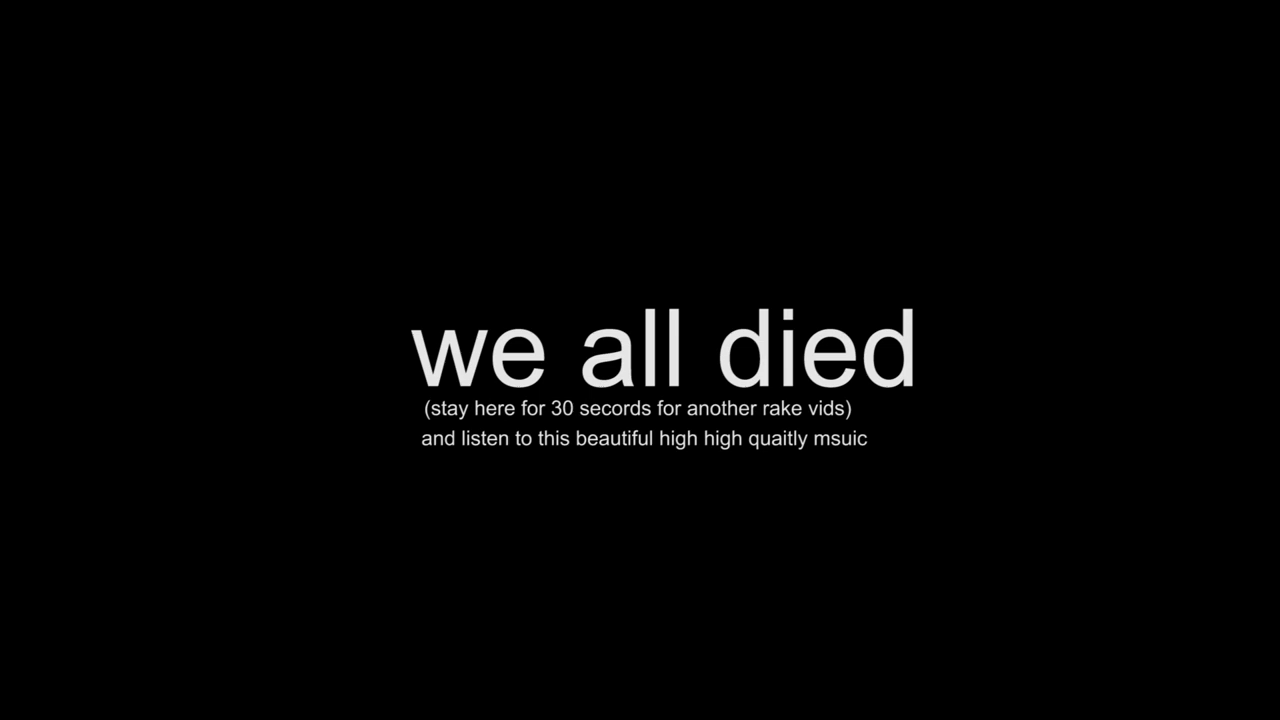 we all died
(stay here for 30 secords for another rake vids)
and listen to this beautiful high high quaitly msuic